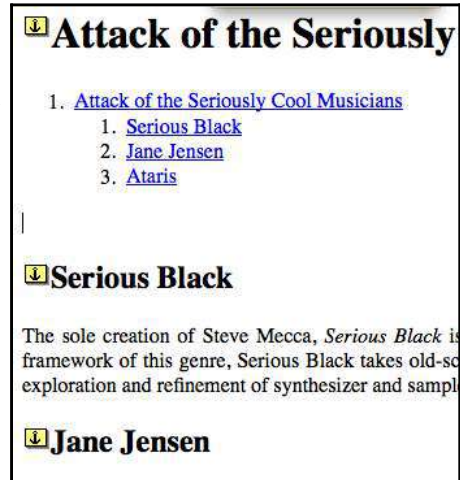 Attack of the Seriously
1. Attack of the Seriously Cool Musicians
1. Serious Black
2. Jane Jensen
3. Ataris
Serious Black
The sole creation of Steve Mecca, Serious Black is
framework of this genre, Serious Black takes old-sc
exploration and refinement of synthesizer and sampl
Jane Jensen